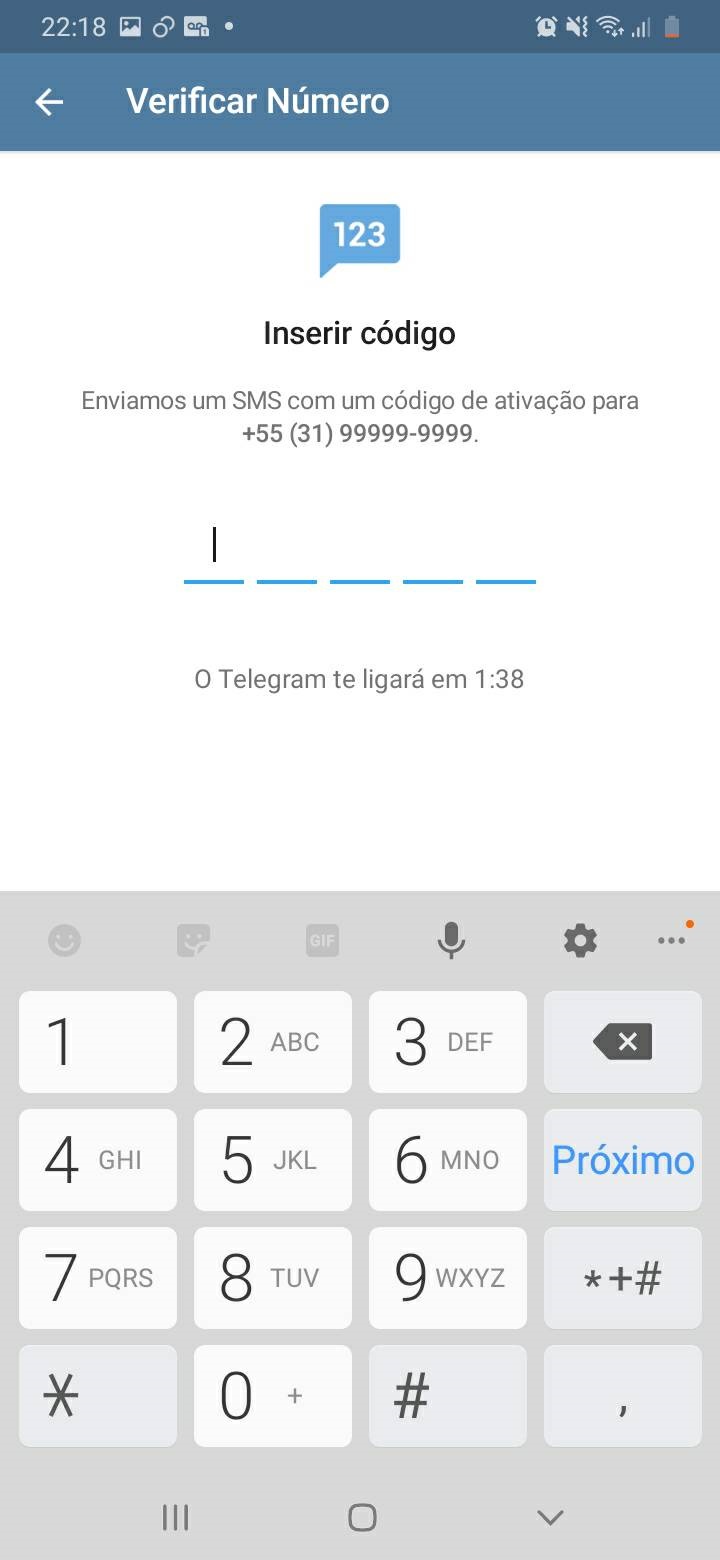 22:18
Verificar Número
123
Inserir código
Enviamos um SMS com um código de ativação para
+55 (31) 99999-9999.
O Telegram te ligará em 1:38
GIF
1
2 ABC
3 DEF
4 GHI
5 JKL
6 MNO
Próximo
7 PQRS
8 TUV
9 WXYZ
*+#
*
0 +
#
,